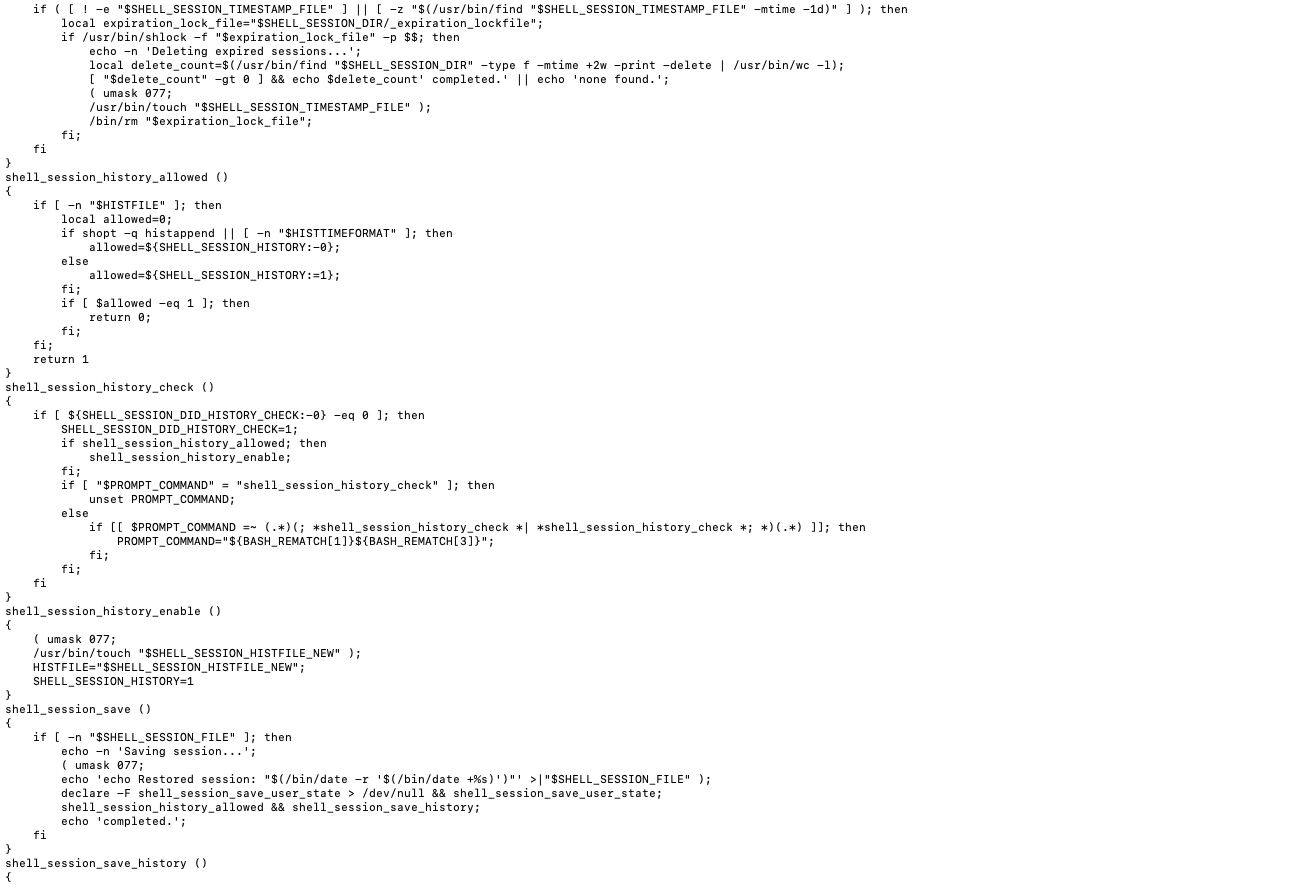 if ( [ ! -e "$SHELL_SESSION_TIMESTAMP_FILE" ] || [ -z "$(/usr/bin/find "$SHELL_SESSION_TIMESTAMP_FILE" -mtime -1d)" ] ); then
        local expiration_lock_file="$SHELL_SESSION_DIR/_expiration_lockfile";
        if /usr/bin/shlock -f "$expiration_lock_file" -p $$; then
            echo -n 'Deleting expired sessions...';
            local delete_count=$(/usr/bin/find "$SHELL_SESSION_DIR" -type f -mtime +2w -print -delete | /usr/bin/wc -l);
            [ "$delete_count" -gt 0 ] && echo $delete_count' completed.' || echo 'none found.';
            ( umask 077;
            /usr/bin/touch "$SHELL_SESSION_TIMESTAMP_FILE" );
            /bin/rm "$expiration_lock_file";
        fi;
    fi
}
shell_session_history_allowed ()
{
    if [ -n "$HISTFILE" ]; then
        local allowed=0;
        if shopt -q histappend || [ -n "$HISTTIMEFORMAT" ]; then
            allowed=${SHELL_SESSION_HISTORY:-0};
        else
            allowed=${SHELL_SESSION_HISTORY:=1};
        fi;
        if [ $allowed -eq 1 ]; then
            return 0;
        fi;
    fi;
    return 1
}
shell_session_history_check ()
{
    if [ ${SHELL_SESSION_DID_HISTORY_CHECK:-0} -eq 0 ]; then
        SHELL_SESSION_DID_HISTORY_CHECK=1;
        if shell_session_history_allowed; then
            shell_session_history_enable;
        fi;
        if [ "$PROMPT_COMMAND" = "shell_session_history_check" ]; then
            unset PROMPT_COMMAND;
        else
            if [[ $PROMPT_COMMAND =~ (.*)(; *shell_session_history_check *| *shell_session_history_check *; *)(.*) ]]; then
                PROMPT_COMMAND="${BASH_REMATCH[1]}${BASH_REMATCH[3]}";
            fi;
        fi;
    fi
}
shell_session_history_enable ()
{
    ( umask 077;
    /usr/bin/touch "$SHELL_SESSION_HISTFILE_NEW" );
    HISTFILE="$SHELL_SESSION_HISTFILE_NEW";
    SHELL_SESSION_HISTORY=1
}
shell_session_save ()
{
    if [ -n "$SHELL_SESSION_FILE" ]; then
        echo -n 'Saving session...';
        ( umask 077;
        echo 'echo Restored session: "$(/bin/date -r '$(/bin/date +%s)')"' >|"$SHELL_SESSION_FILE" );
        declare -F shell_session_save_user_state > /dev/null && shell_session_save_user_state;
        shell_session_history_allowed && shell_session_save_history;
        echo 'completed.';
    fi
}
shell_session_save_history ()
{